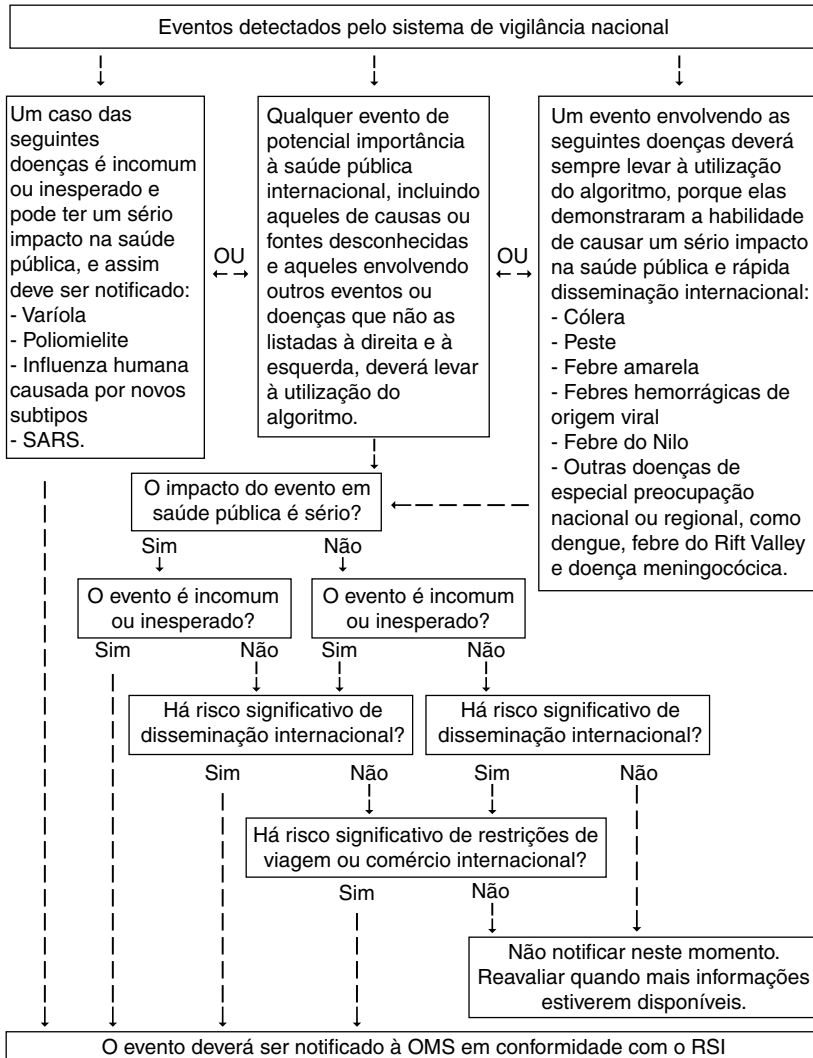 Eventos detectados pelo sistema de vigilância nacional
Um caso das
seguintes
doenças é incomum
ou inesperado e
pode ter um sério
impacto na saúde
pública, e assim
deve ser notificado:
- Varíola
- Poliomielite
- Influenza humana
causada por novos
subtipos
- SARS.
OU
Qualquer evento de
potencial importância
à saúde pública
internacional, incluindo
aqueles de causas ou
fontes desconhecidas
e aqueles envolvendo
outros eventos ou
doenças que não as
listadas à direita e à
esquerda, deverá levar
à utilização do
algoritmo.
OU
Um evento envolvendo as
seguintes doenças deverá
sempre levar à utilização
do algoritmo, porque elas
demonstraram a habilidade
de causar um sério impacto
na saúde pública e rápida
disseminação internacional:
- Cólera
- Peste
- Febre amarela
- Febres hemorrágicas de
origem viral
- Febre do Nilo
- Outras doenças de
especial preocupação
nacional ou regional, como
dengue, febre do Rift Valley
e doença meningocócica.
O impacto do evento em
saúde pública é sério?
Sim
Não
O evento é incomum
ou inesperado?
O evento é incomum
ou inesperado?
Sim
Não
Sim
Não
Há risco significativo de
disseminação internacional?
Há risco significativo de
disseminação internacional?
Sim
Não
Sim
Não
Há risco significativo de restrições de
viagem ou comércio internacional?
Sim
Não
Não notificar neste momento.
Reavaliar quando mais informações
estiverem disponíveis.
O evento deverá ser notificado à OMS em conformidade com o RSI